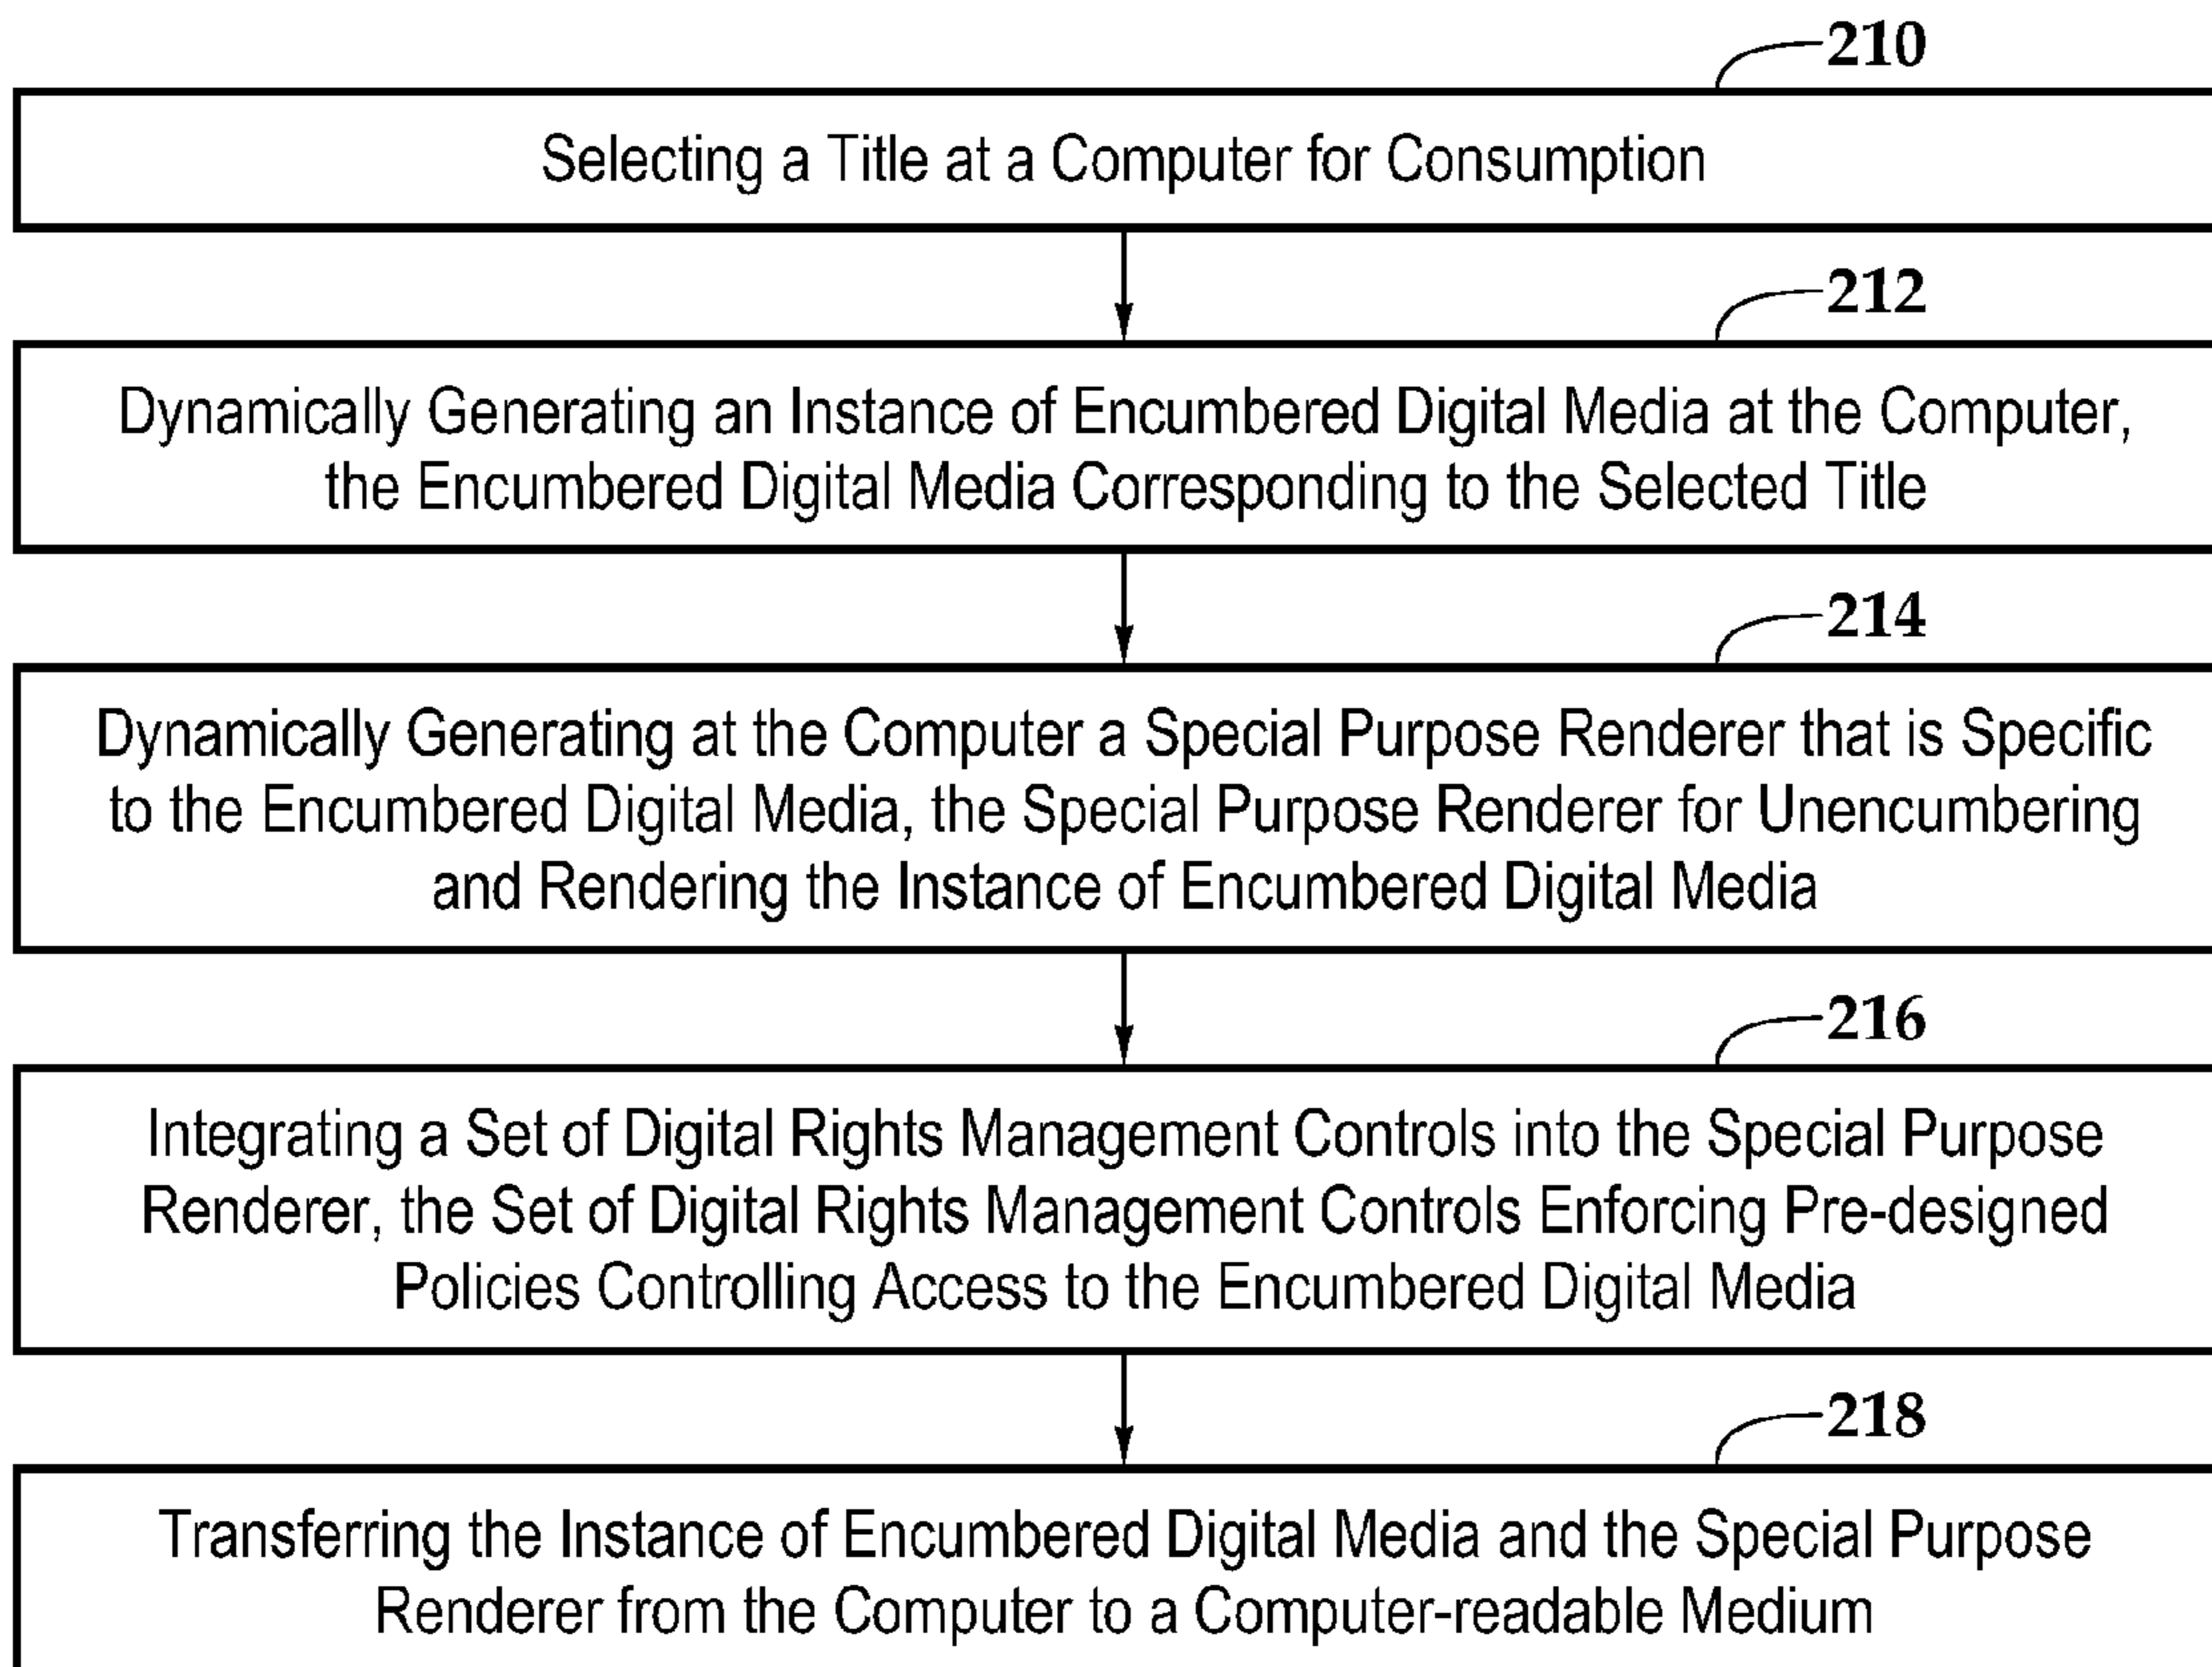 210
Selecting a Title at a Computer for Consumption
212
Dynamically Generating an Instance of Encumbered Digital Media at the Computer,
the Encumbered Digital Media Corresponding to the Selected Title
214
Dynamically Generating at the Computer a Special Purpose Renderer that is Specific
to the Encumbered Digital Media, the Special Purpose Renderer for Unencumbering
and Rendering the Instance of Encumbered Digital Media
216
Integrating a Set of Digital Rights Management Controls into the Special Purpose
Renderer, the Set of Digital Rights Management Controls Enforcing Pre-designed
Policies Controlling Access to the Encumbered Digital Media
218
Transferring the Instance of Encumbered Digital Media and the Special Purpose
Renderer from the Computer to a Computer-readable Medium